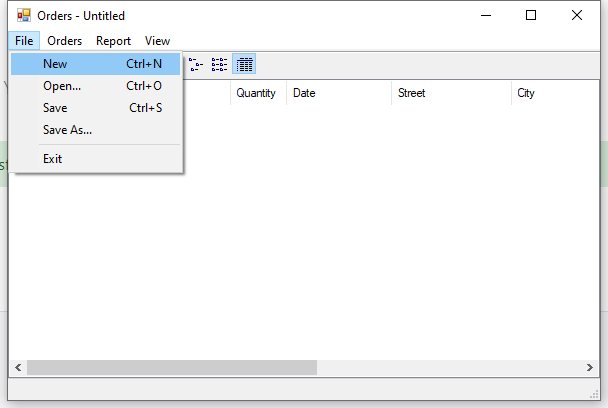 Orders - Untitled
File Orders Report View
New Ctrl+N
Open... Ctrl+O
Save Ctrl+S
Save As...
Exit
Quantity Date Street City